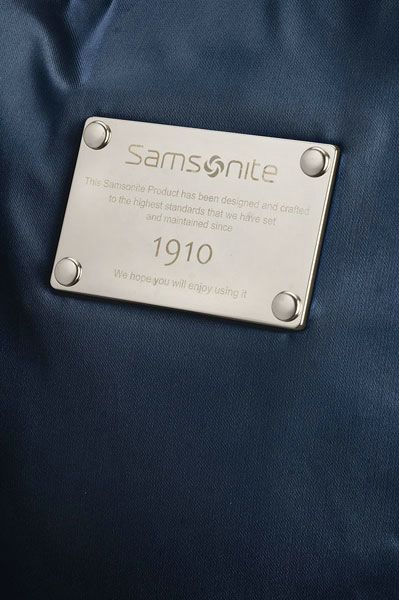 Samsonite
This Samsonite Product has been designed and crafted
to the highest standards that we have set
and maintained since
1910
We hope you will enjoy using it